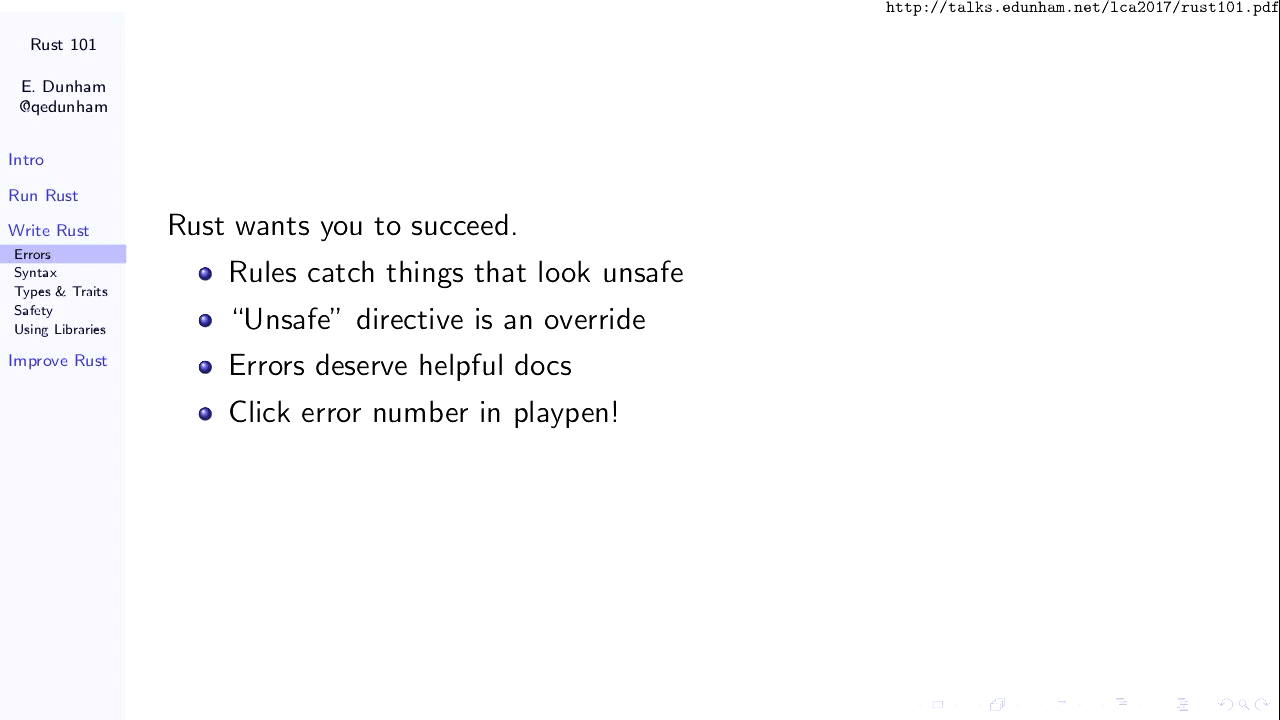 http://talks.edunham.net/lca2017/rust101.pdf
Rust 101
E. Dunham
@qedunham
Intro
Run Rust
Write Rust
Errors
Syntax
Types & Traits
Safety
Using Libraries
Improve Rust
Rust wants you to succeed.
Rules catch things that look unsafe
“Unsafe” directive is an override
Errors deserve helpful docs
Click error number in playpen!